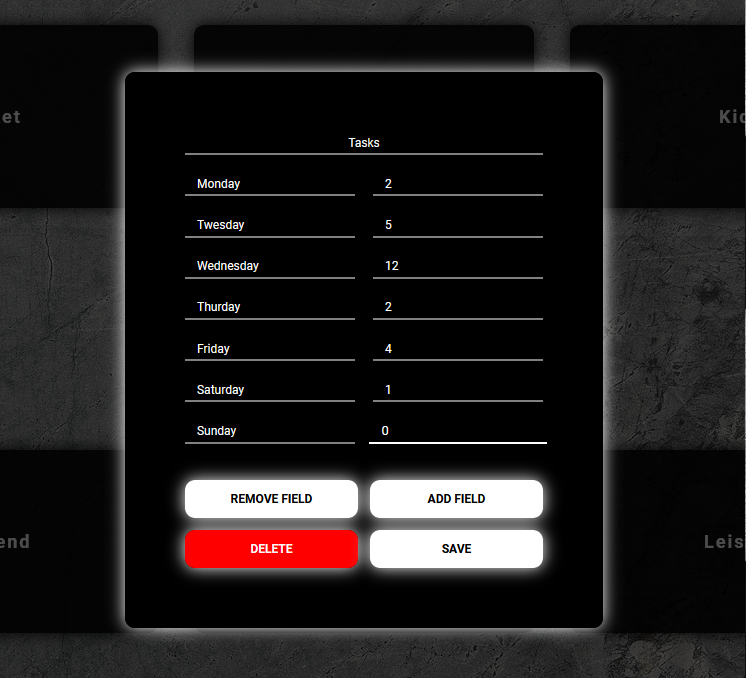 et
Kic
Tasks
Monday 2
Twesday 5
Wednesday 12
Thurday 2
Friday 4
Saturday 1
Sunday 0
REMOVE FIELD ADD FIELD
DELETE SAVE
end
Leis